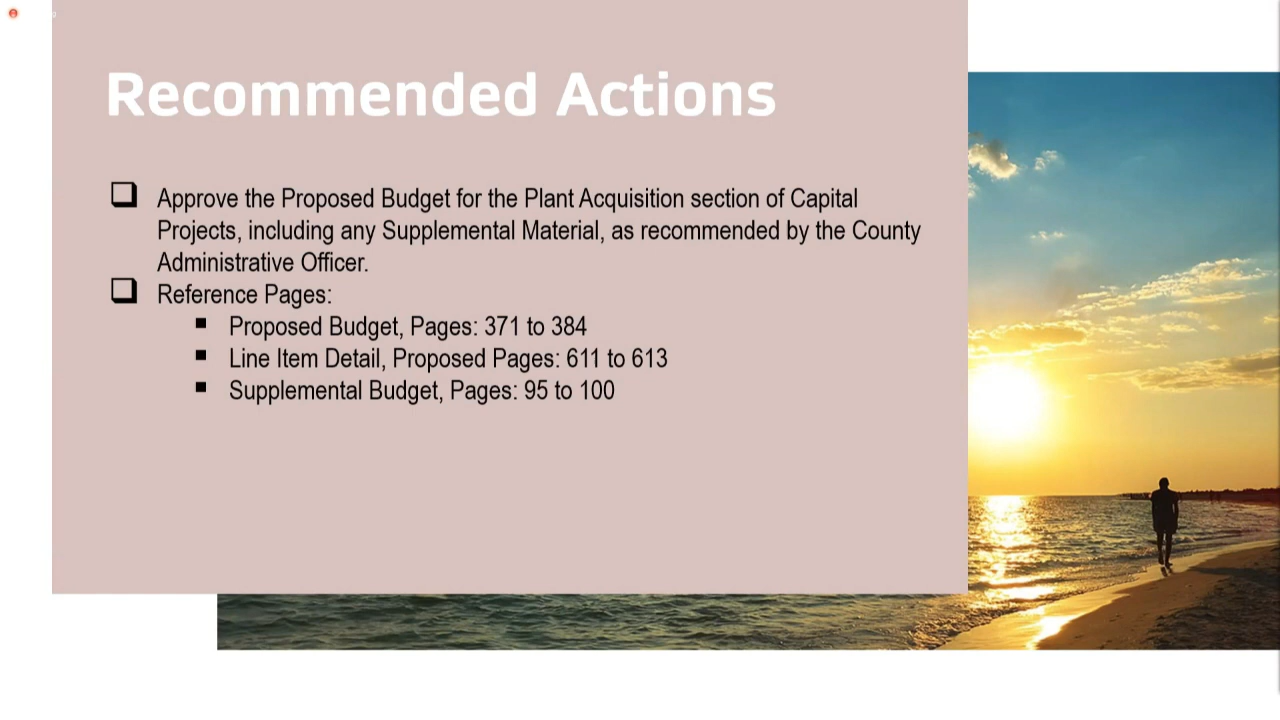 Recommended Actions
Approve the Proposed Budget for the Plant Acquisition section of Capital
Projects, including any Supplemental Material, as recommended by the County
Administrative Officer.
Reference Pages:
Proposed Budget, Pages: 371 to 384
Line Item Detail, Proposed Pages: 611 to 613
Supplemental Budget, Pages: 95 to 100